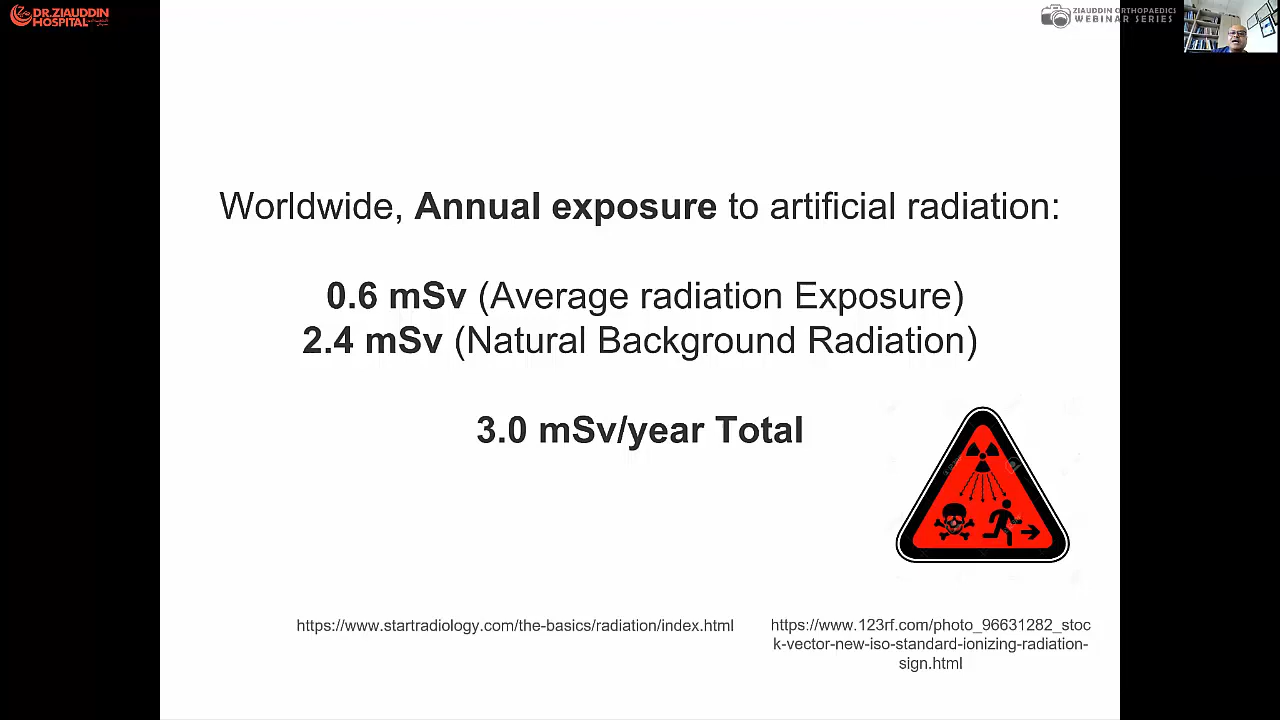 DR.ZIAUDDIN
HOSPITAL
ZIAUDDIN ORTHOPAEDICS
WEBINAR SERIES
Worldwide, Annual exposure to artificial radiation:
0.6 mSv (Average radiation Exposure)
2.4 mSv (Natural Background Radiation)
3.0 mSv/year Total
https://www.startradiology.com/the-basics/radiation/index.html
https://www.123rf.com/photo_96631282_stoc
k-vector-new-iso-standard-ionizing-radiation-
sign.html